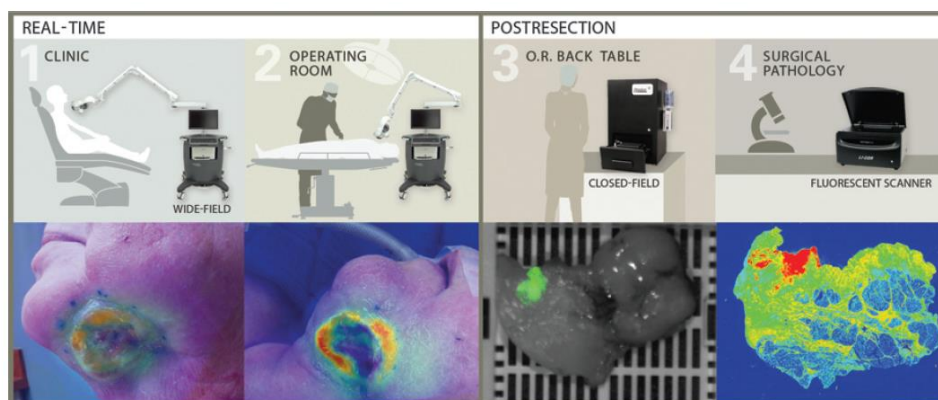 REAL-TIME
POSTRESECTION
1 CLINIC
2 OPERATING
ROOM
3 O.R. BACK TABLE
4 SURGICAL
PATHOLOGY
WIDE-FIELD
CLOSED-FIELD
FLUORESCENT SCANNER